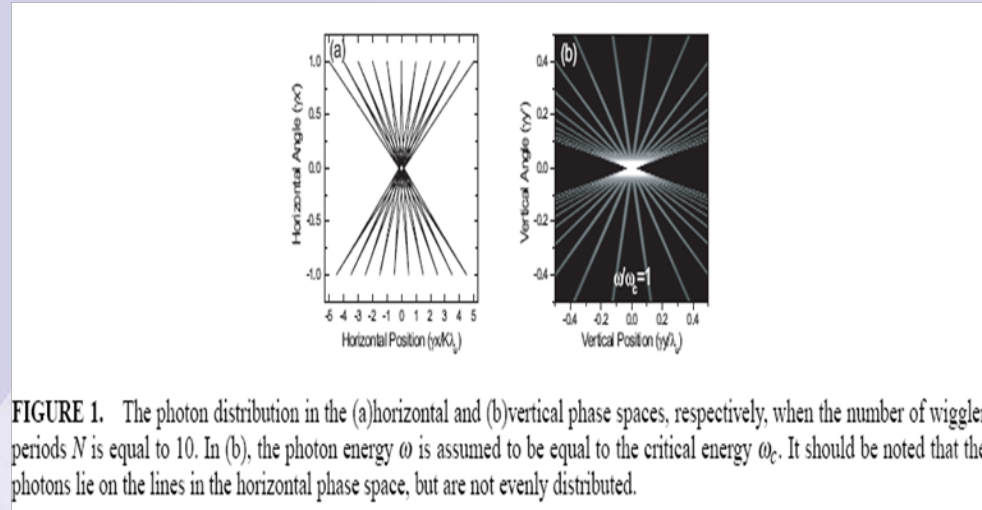 (a)
1.0
0.5
0.0
-0.5
-1.0
Horizontal Angle (γx')
-5 -4 -3 -2 -1 0 1 2 3 4 5
Horizontal Position (γx/Kλu)
(b)
0.4
0.2
0.0
-0.2
-0.4
Vertical Angle (γy')
ω/ωc=1
-0.4 -0.2 0.0 0.2 0.4
Vertical Position (γy/λu)
FIGURE 1. The photon distribution in the (a)horizontal and (b)vertical phase spaces, respectively, when the number of wiggler
periods N is equal to 10. In (b), the photon energy ω is assumed to be equal to the critical energy ωc. It should be noted that the
photons lie on the lines in the horizontal phase space, but are not evenly distributed.